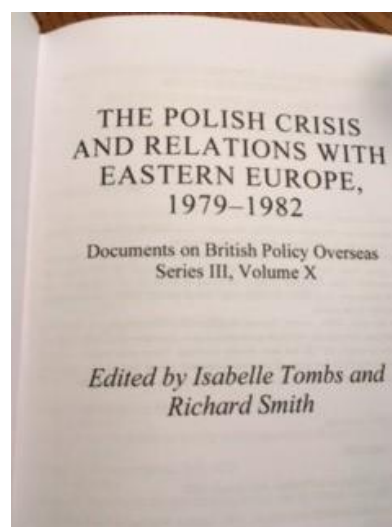 THE POLISH CRISIS
AND RELATIONS WITH
EASTERN EUROPE,
1979–1982
Documents on British Policy Overseas
Series III, Volume X
Edited by Isabelle Tombs and
Richard Smith